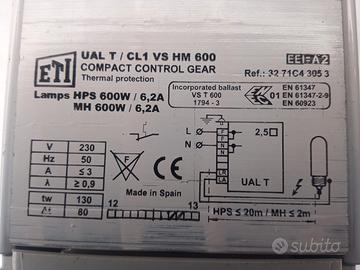 ETI
UAL T / CL1 VS HM 600
COMPACT CONTROL GEAR
Thermal protection
EEI=A2
Ref.: 32 71C4 305 3
Lamps HPS 600W / 6,2A
MH 600W / 6,2A
Incorporated ballast
VS T 600
1794 - 3
01
EN 61347
EN 61347-2-9
EN 60923
V 230
Hz 50
A ≤ 3
λ ≥ 0,9
tw 130
Δt 80
F
Made in Spain
12 13
L
N
N
2,5
UAL T
LR
LA
HPS ≤ 20m / MH ≤ 2m
subito